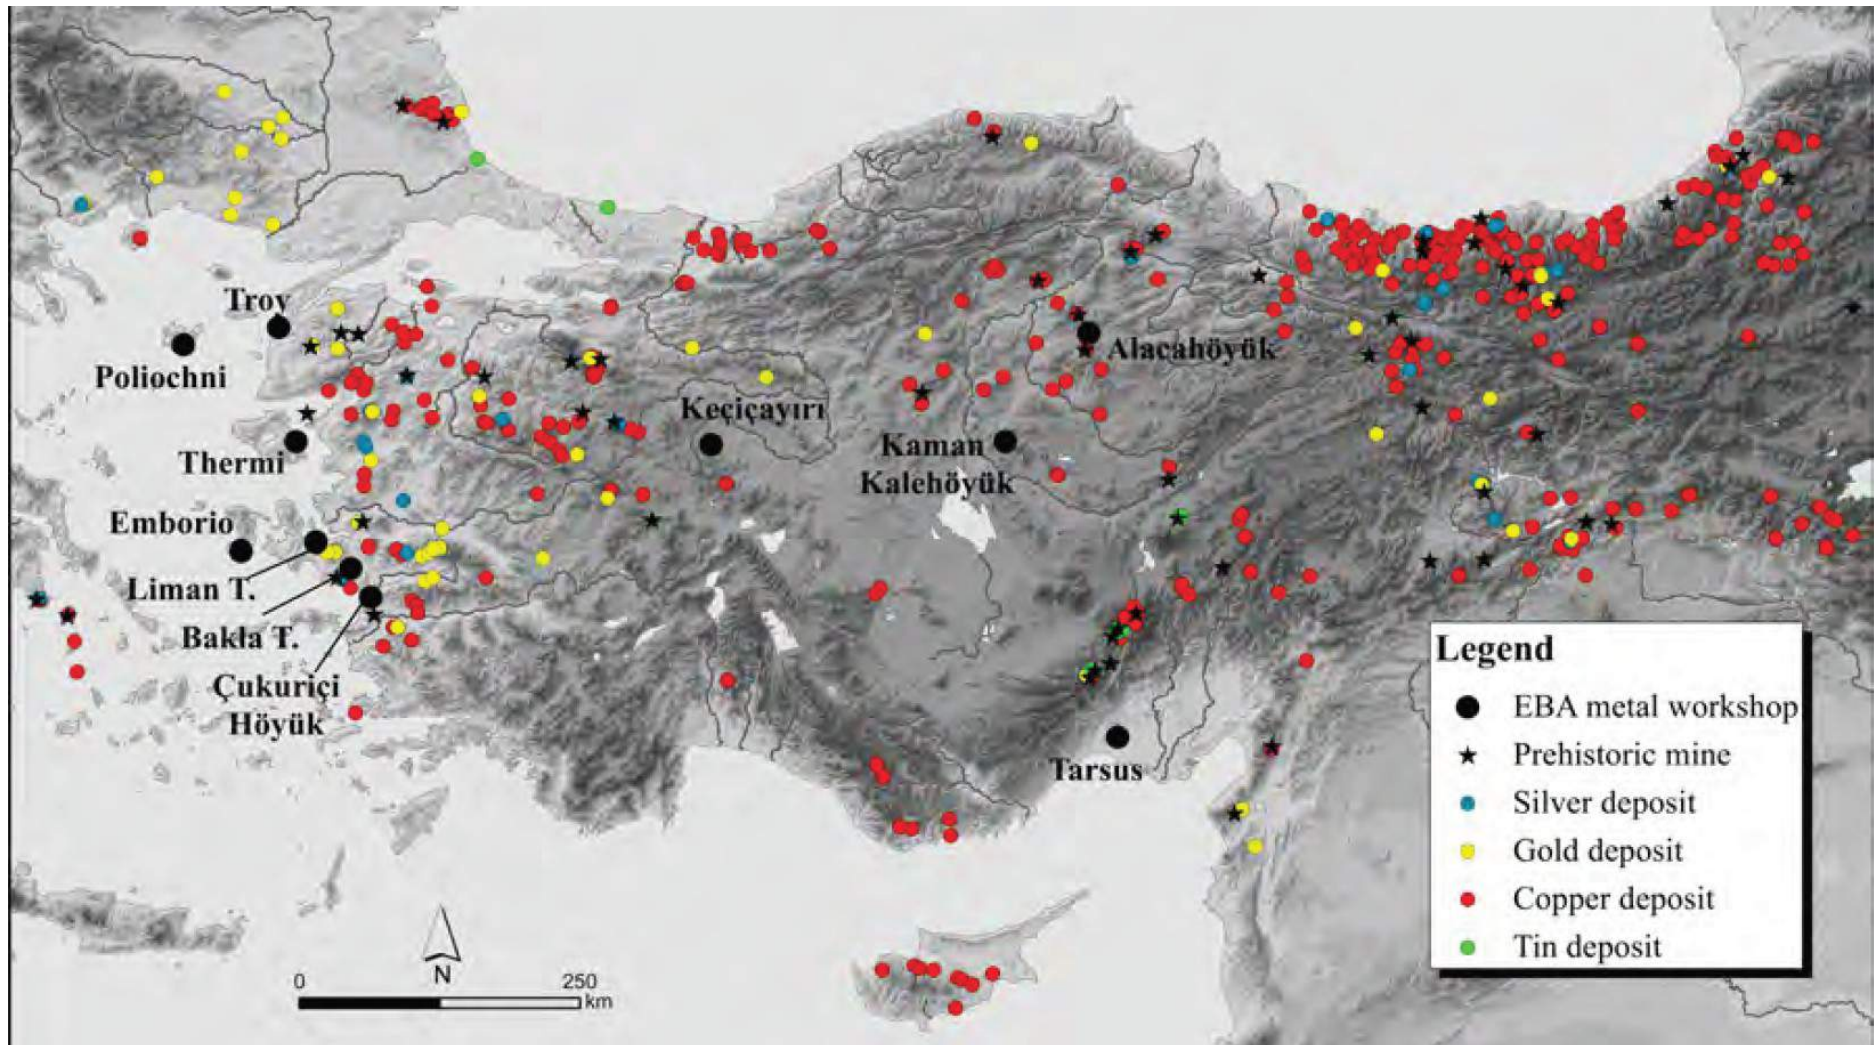 Troy
Poliochni
Alacahöyük
Keçiçayırı
Thermi
Kaman
Kalehöyük
Emborio
Liman T.
Bakla T.
Çukuriçi
Höyük
Tarsus
Legend
EBA metal workshop
Prehistoric mine
Silver deposit
Gold deposit
Copper deposit
Tin deposit
N
0 250
km